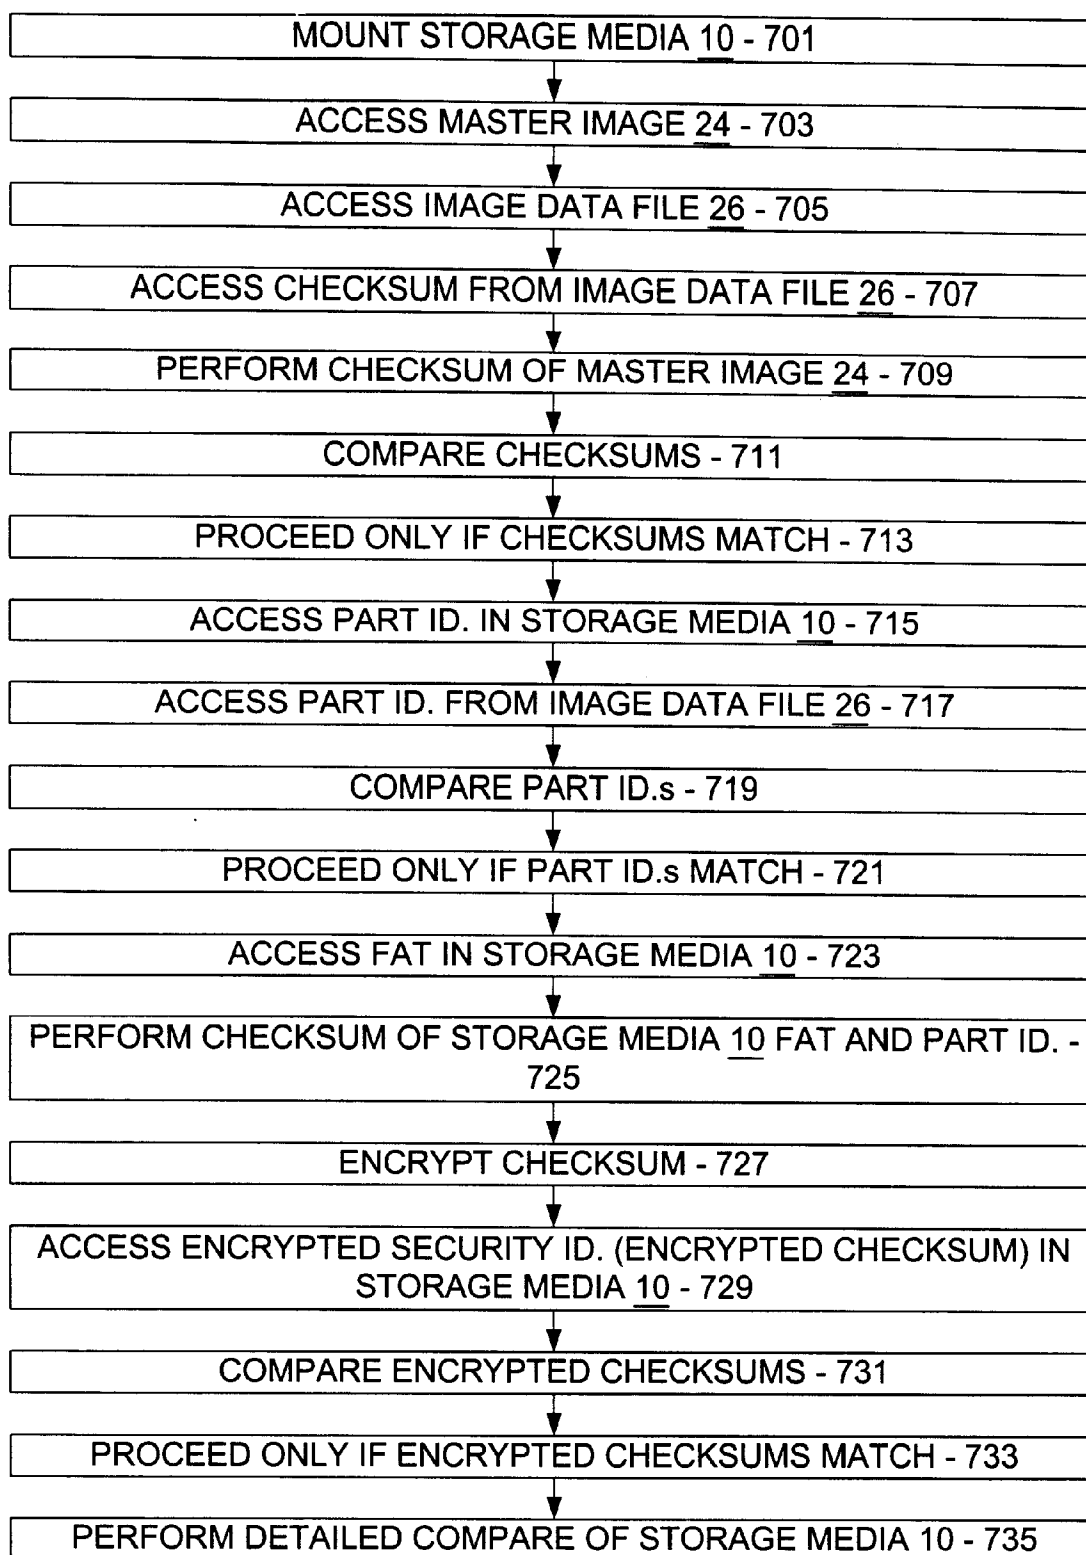 MOUNT STORAGE MEDIA 10 - 701
ACCESS MASTER IMAGE 24 - 703
ACCESS IMAGE DATA FILE 26 - 705
ACCESS CHECKSUM FROM IMAGE DATA FILE 26 - 707
PERFORM CHECKSUM OF MASTER IMAGE 24 - 709
COMPARE CHECKSUMS - 711
PROCEED ONLY IF CHECKSUMS MATCH - 713
ACCESS PART ID. IN STORAGE MEDIA 10 - 715
ACCESS PART ID. FROM IMAGE DATA FILE 26 - 717
COMPARE PART ID.s - 719
PROCEED ONLY IF PART ID.s MATCH - 721
ACCESS FAT IN STORAGE MEDIA 10 - 723
PERFORM CHECKSUM OF STORAGE MEDIA 10 FAT AND PART ID. -
725
ENCRYPT CHECKSUM - 727
ACCESS ENCRYPTED SECURITY ID. (ENCRYPTED CHECKSUM) IN
STORAGE MEDIA 10 - 729
COMPARE ENCRYPTED CHECKSUMS - 731
PROCEED ONLY IF ENCRYPTED CHECKSUMS MATCH - 733
PERFORM DETAILED COMPARE OF STORAGE MEDIA 10 - 735